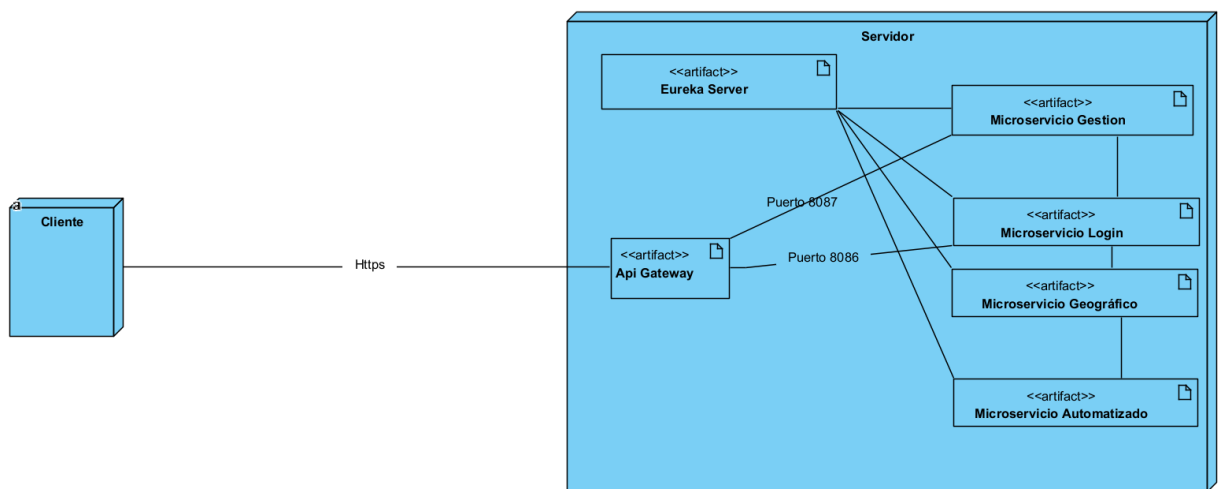 Servidor
<<artifact>>
Eureka Server
<<artifact>>
Microservicio Gestion
a
Cliente
Puerto 8087
<<artifact>>
Microservicio Login
<<artifact>>
Api Gateway
Https
Puerto 8086
<<artifact>>
Microservicio Geográfico
<<artifact>>
Microservicio Automatizado